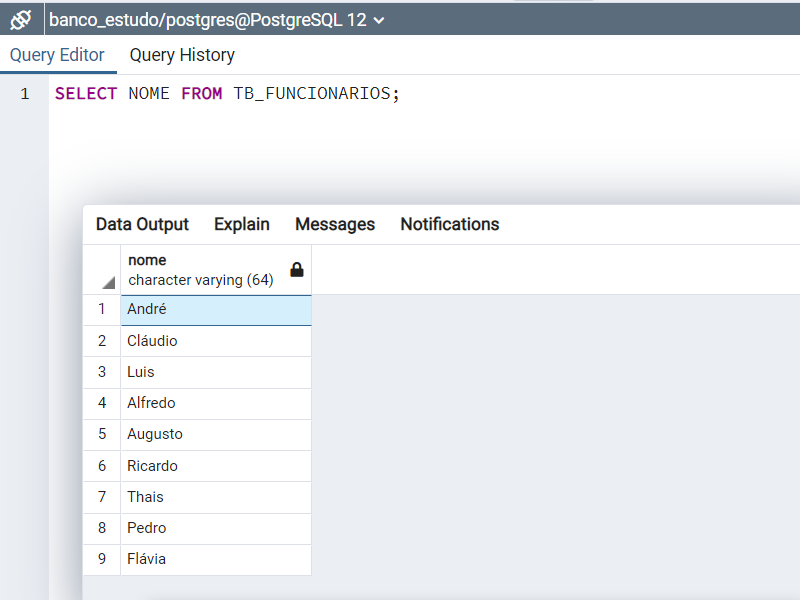 banco_estudo/postgres@PostgreSQL 12
Query Editor Query History
1 SELECT NOME FROM TB_FUNCIONARIOS;
Data Output Explain Messages Notifications
nome
character varying (64)
1 André
2 Cláudio
3 Luis
4 Alfredo
5 Augusto
6 Ricardo
7 Thais
8 Pedro
9 Flávia